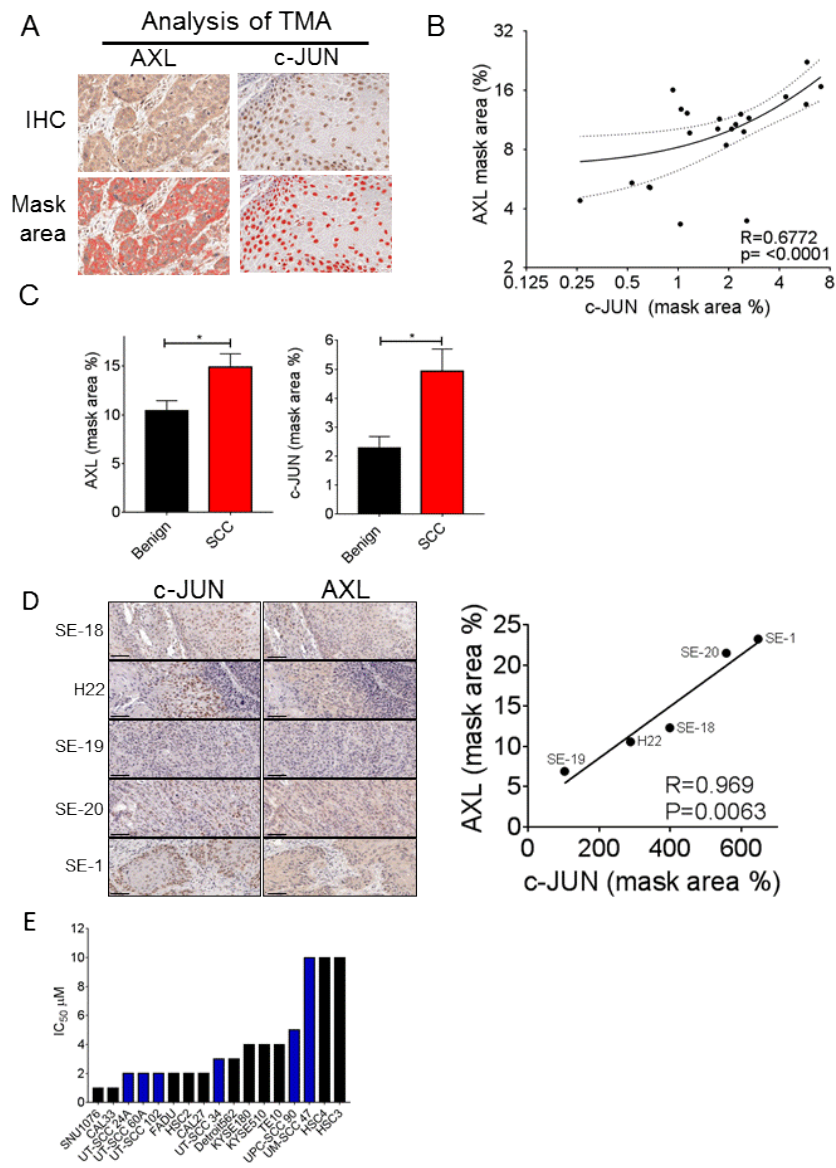 A
Analysis of TMA
AXL
c-JUN
IHC
Mask
area
B
AXL mask area (%)
16
8
4
2
0.125
0.25
0.5
1
2
4
8
c-JUN (mask area %)
R=0.6772
p= <0.0001
C
AXL (mask area %)
15
10
5
0
Benign
SCC
*
c-JUN (mask area %)
6
5
4
3
2
1
0
Benign
SCC
*
D
c-JUN
AXL
SE-18
H22
SE-19
SE-20
SE-1
AXL (mask area %)
25
20
15
10
5
0
0
200
400
600
c-JUN (mask area %)
SE-20
SE-1
SE-18
H22
SE-19
R=0.969
P=0.0063
E
IC50 µM
10
8
6
4
2
0
SNU1076
CAL33
UT-SCC 24A
UT-SCC 60A
UT-SCC 102
FADU
HSC2
CAL27
UT-SCC 34
Detroit562
KYSE180
KYSE510
TE10
UPC-SCC 90
UM-SCC 47
HSC4
HSC3